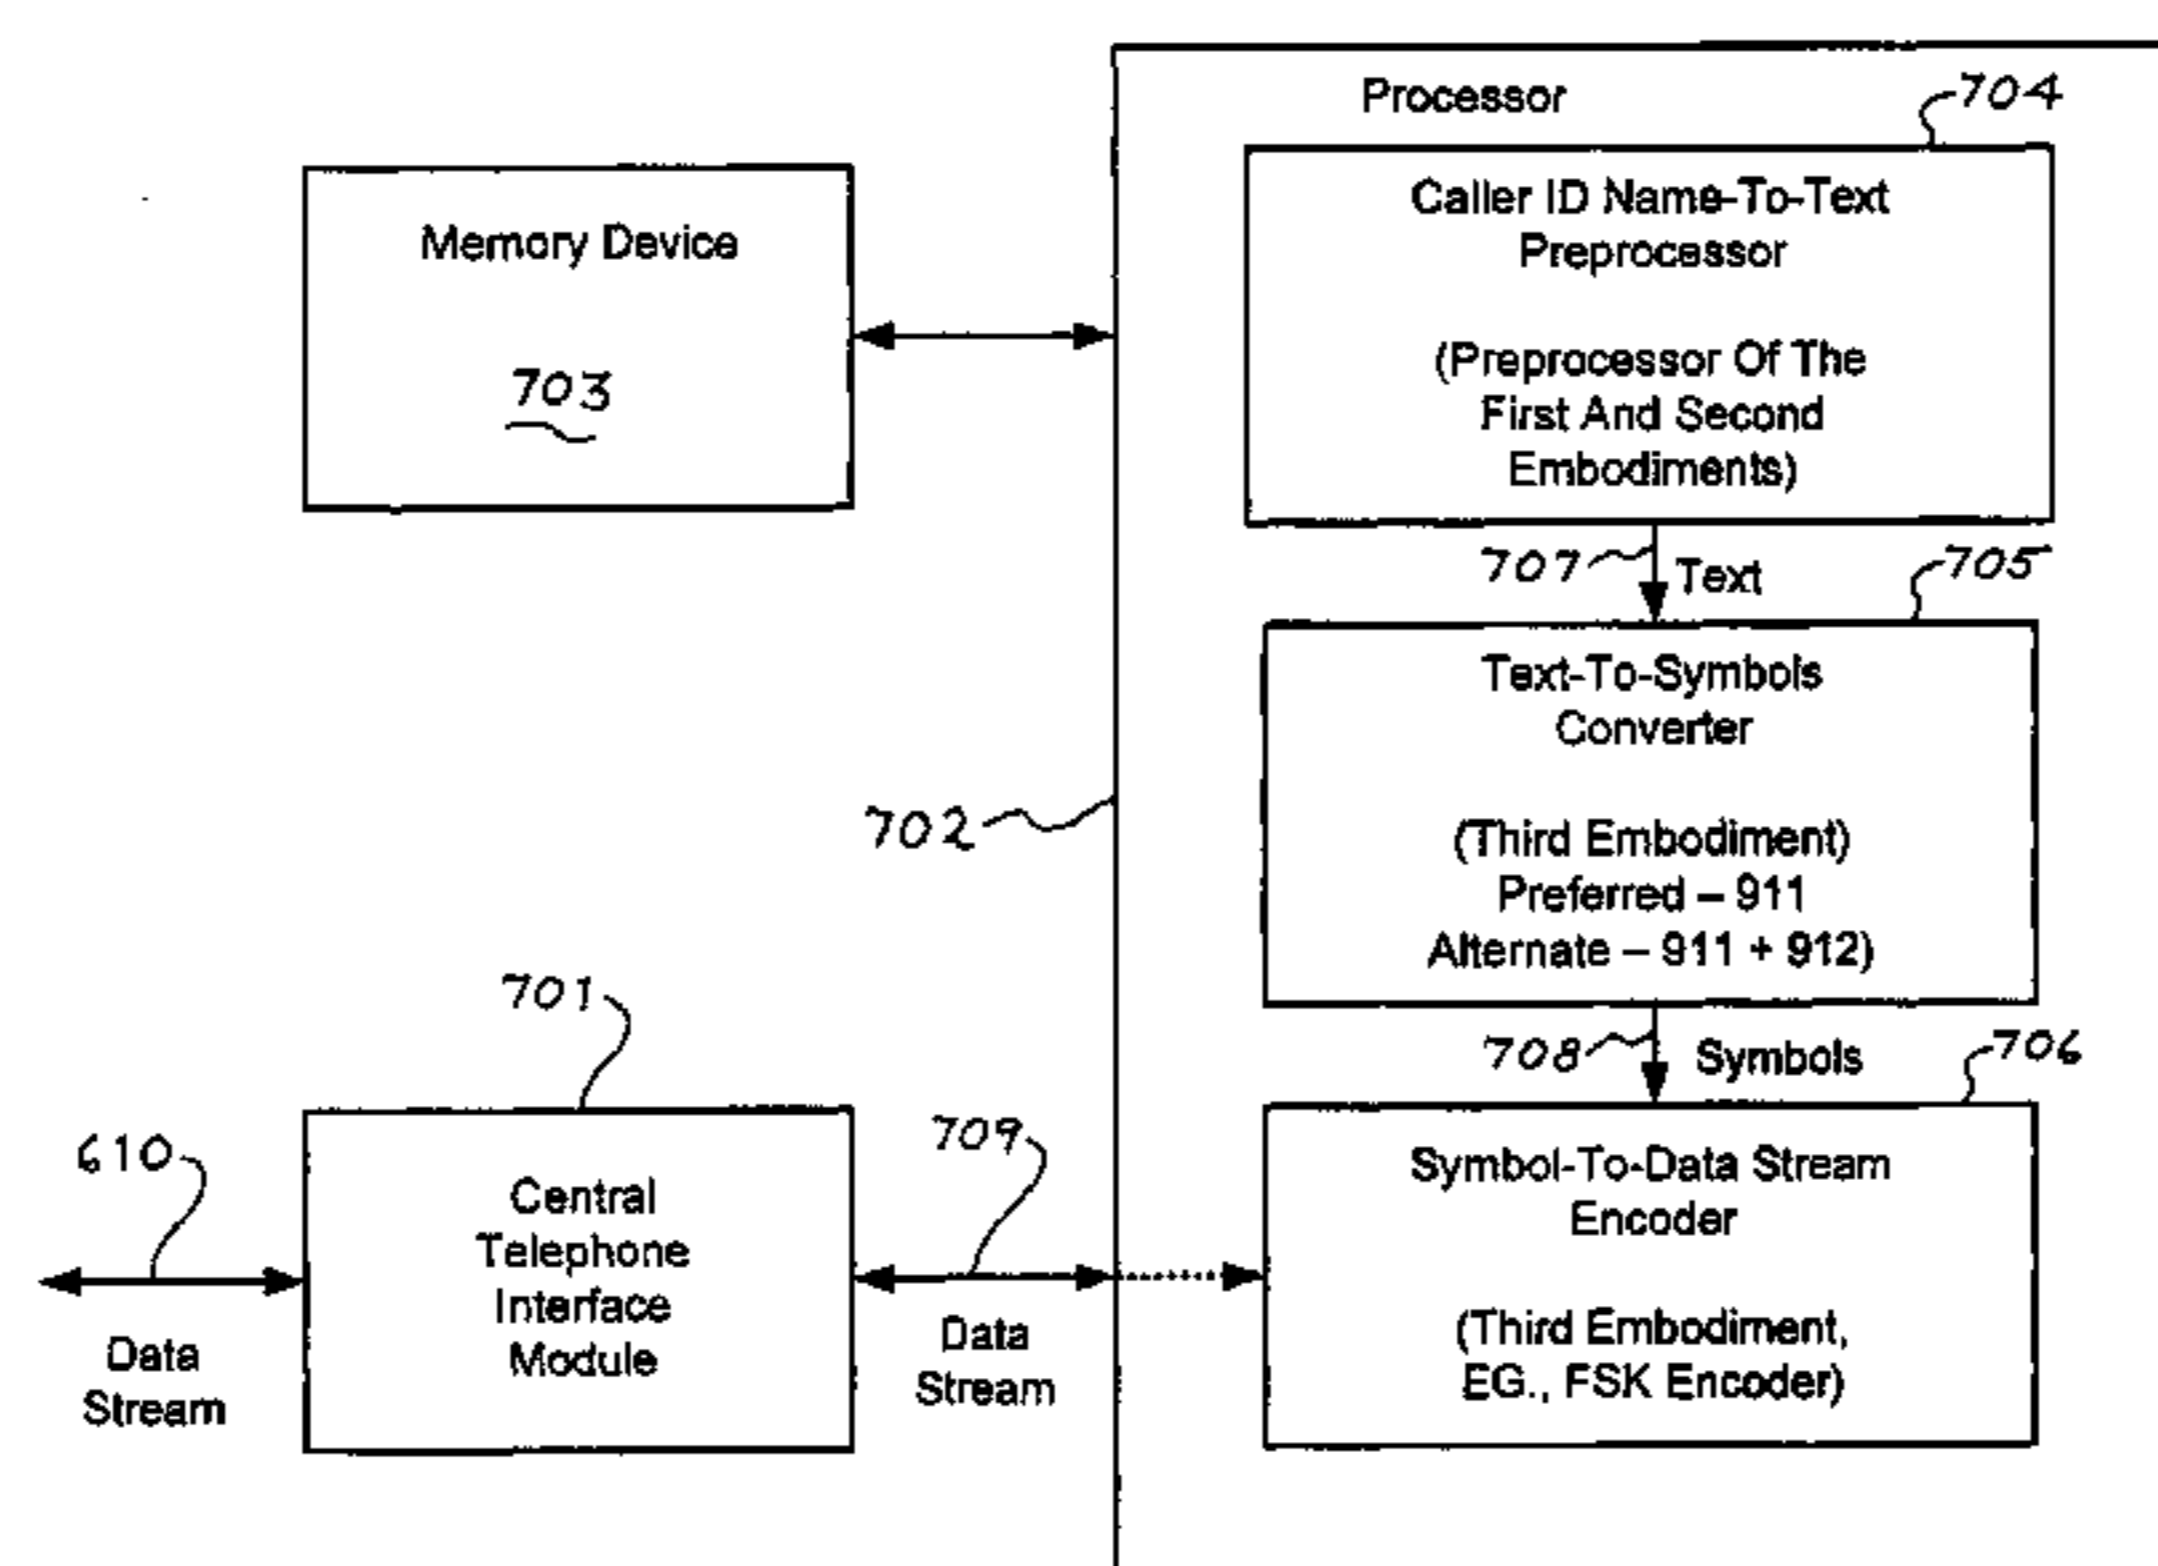 Processor
704
Caller ID Name-To-Text
Preprocessor
(Preprocessor Of The
First And Second
Embodiments)
Memory Device
703
707
Text
705
Text-To-Symbols
Converter
(Third Embodiment)
Preferred – 911
Alternate – 911 + 912)
702
708
Symbols
706
Symbol-To-Data Stream
Encoder
(Third Embodiment,
EG., FSK Encoder)
701
Central
Telephone
Interface
Module
610
Data
Stream
709
Data
Stream